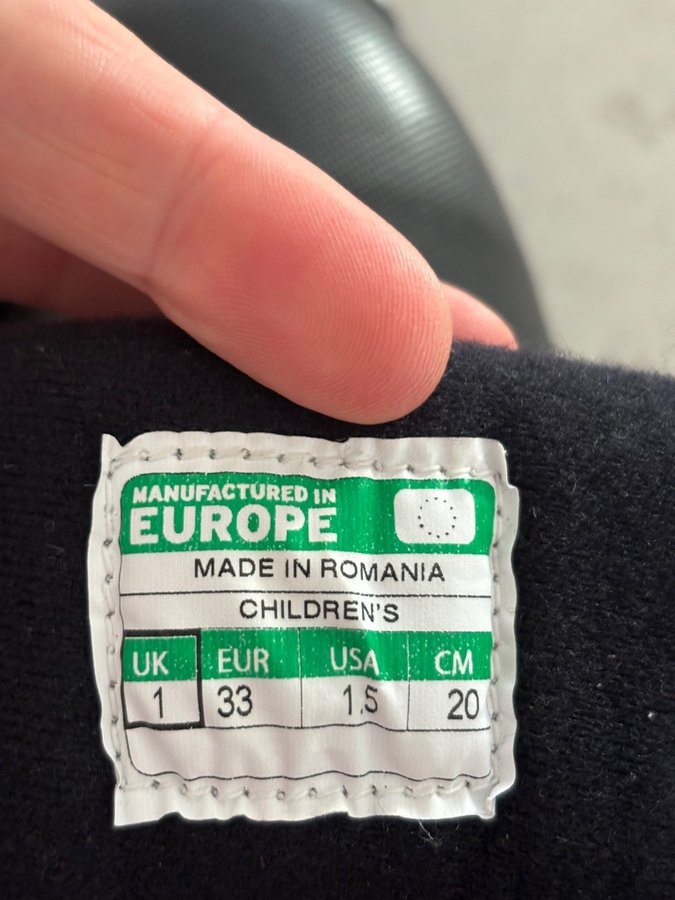 MANUFACTURED IN
EUROPE
MADE IN ROMANIA
CHILDREN'S
UK EUR USA CM
1 33 1.5 20